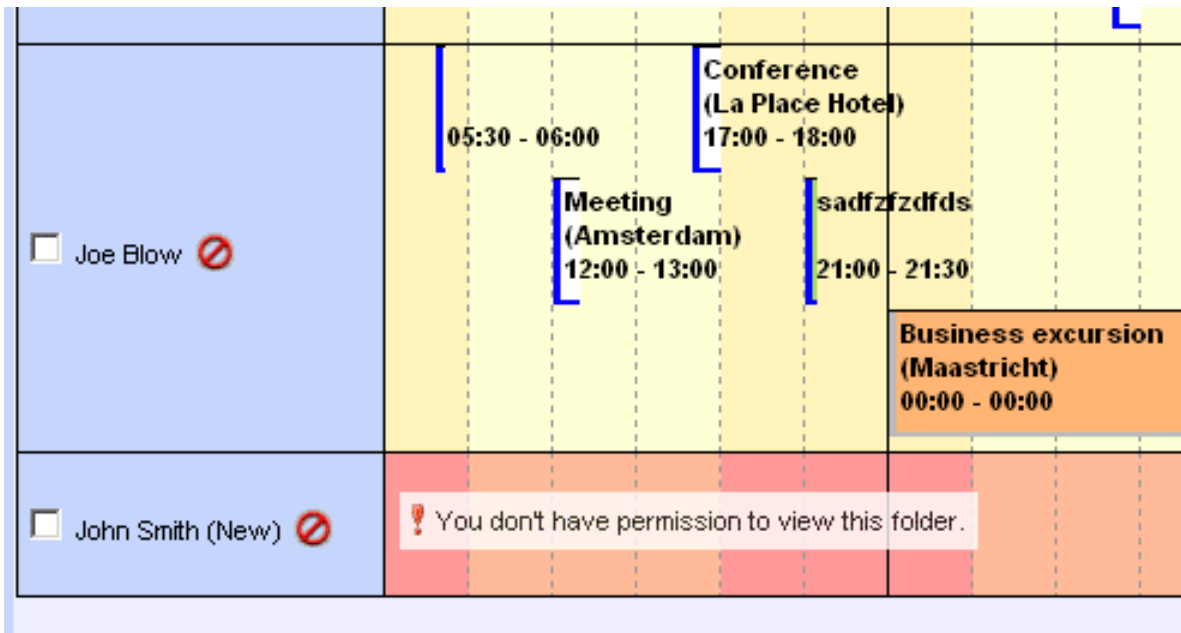 Joe Blow
05:30 - 06:00
Conference
(La Place Hotel)
17:00 - 18:00
Meeting
(Amsterdam)
12:00 - 13:00
sadfzfzdfds
21:00 - 21:30
Business excursion
(Maastricht)
00:00 - 00:00
John Smith (New)
You don't have permission to view this folder.